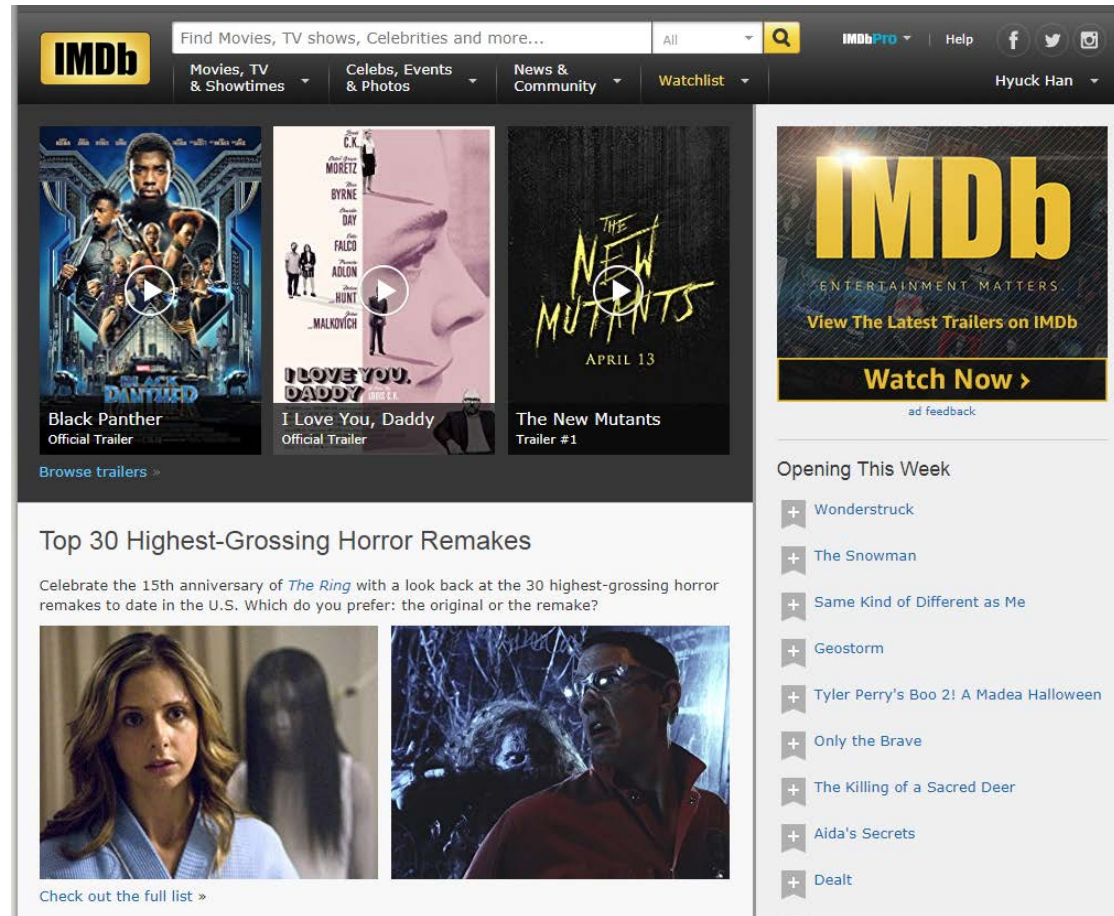 IMDb
Find Movies, TV shows, Celebrities and more...
All
IMDbPro
Help
Movies, TV
& Showtimes
Celebs, Events
& Photos
News &
Community
Watchlist
Hyuck Han
C.K.
MORETZ
BYRNE
DAY
FALCO
ADLON
HUNT
MALKOVICH
I LOVE YOU,
DADDY
THE
NEW
MUTANTS
APRIL 13
BLACK
PANTHER
Black Panther
Official Trailer
I Love You, Daddy
Official Trailer
The New Mutants
Trailer #1
Browse trailers »
IMDb
ENTERTAINMENT MATTERS.
View The Latest Trailers on IMDb
Watch Now >
ad feedback
Opening This Week
Wonderstruck
The Snowman
Same Kind of Different as Me
Geostorm
Tyler Perry's Boo 2! A Madea Halloween
Only the Brave
The Killing of a Sacred Deer
Aida's Secrets
Dealt
Top 30 Highest-Grossing Horror Remakes
Celebrate the 15th anniversary of The Ring with a look back at the 30 highest-grossing horror
remakes to date in the U.S. Which do you prefer: the original or the remake?
Check out the full list »